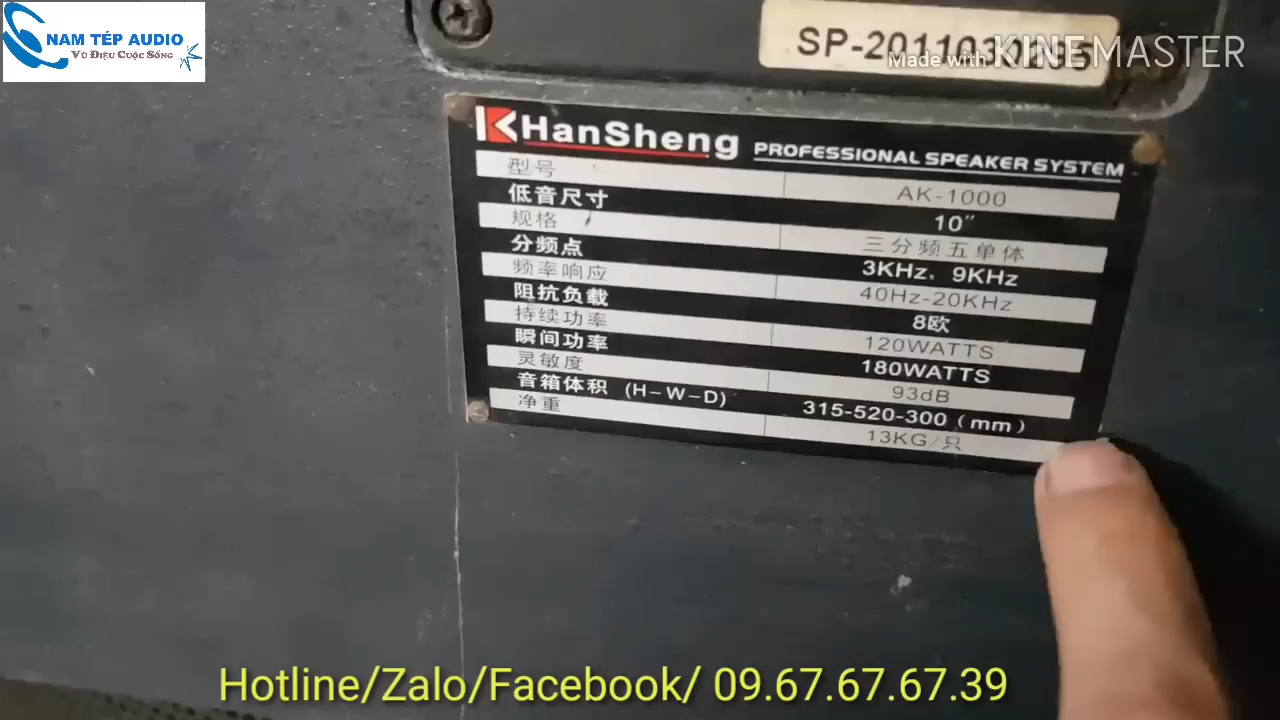 NAM TÉP AUDIO
Vũ Điệu Cuộc Sống
SP-2011030235
Made with KINEMASTER
HanSheng PROFESSIONAL SPEAKER SYSTEM
型号 AK-1000
低音尺寸 10"
规格 三分频五单体
分频点 3KHz, 9KHz
频率响应 40Hz-20KHz
阻抗负载 8欧
持续功率 120WATTS
瞬间功率 180WATTS
灵敏度 93dB
音箱体积 (H-W-D) 315-520-300 (mm)
净重 13KG/只
Hotline/Zalo/Facebook/ 09.67.67.67.39